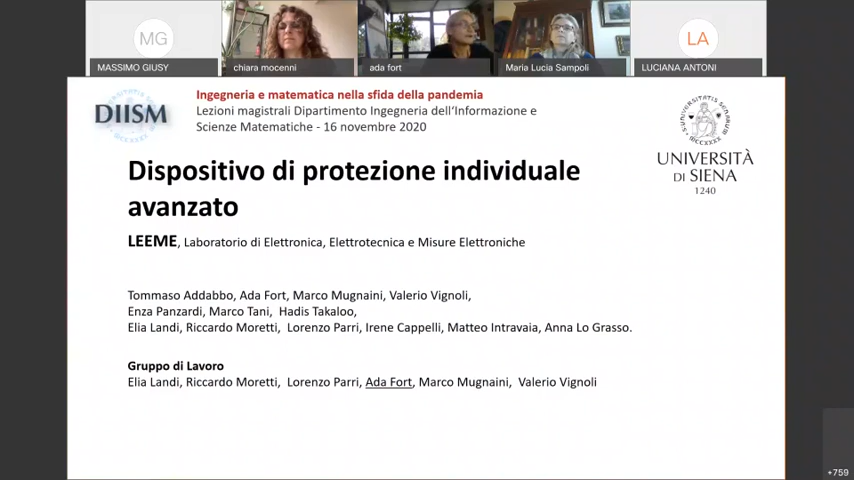 MG
LA
MASSIMO GIUSY
chiara mocenni
ada fort
Maria Lucia Sampoli
LUCIANA ANTONI
DIISM
Ingegneria e matematica nella sfida della pandemia
Lezioni magistrali Dipartimento Ingegneria dell'Informazione e
Scienze Matematiche - 16 novembre 2020
UNIVERSITÀ
DI SIENA
1240
Dispositivo di protezione individuale
avanzato
LEEME, Laboratorio di Elettronica, Elettrotecnica e Misure Elettroniche
Tommaso Addabbo, Ada Fort, Marco Mugnaini, Valerio Vignoli,
Enza Panzardi, Marco Tani, Hadis Takaloo,
Elia Landi, Riccardo Moretti, Lorenzo Parri, Irene Cappelli, Matteo Intravaia, Anna Lo Grasso.
Gruppo di Lavoro
Elia Landi, Riccardo Moretti, Lorenzo Parri, Ada Fort, Marco Mugnaini, Valerio Vignoli
+759